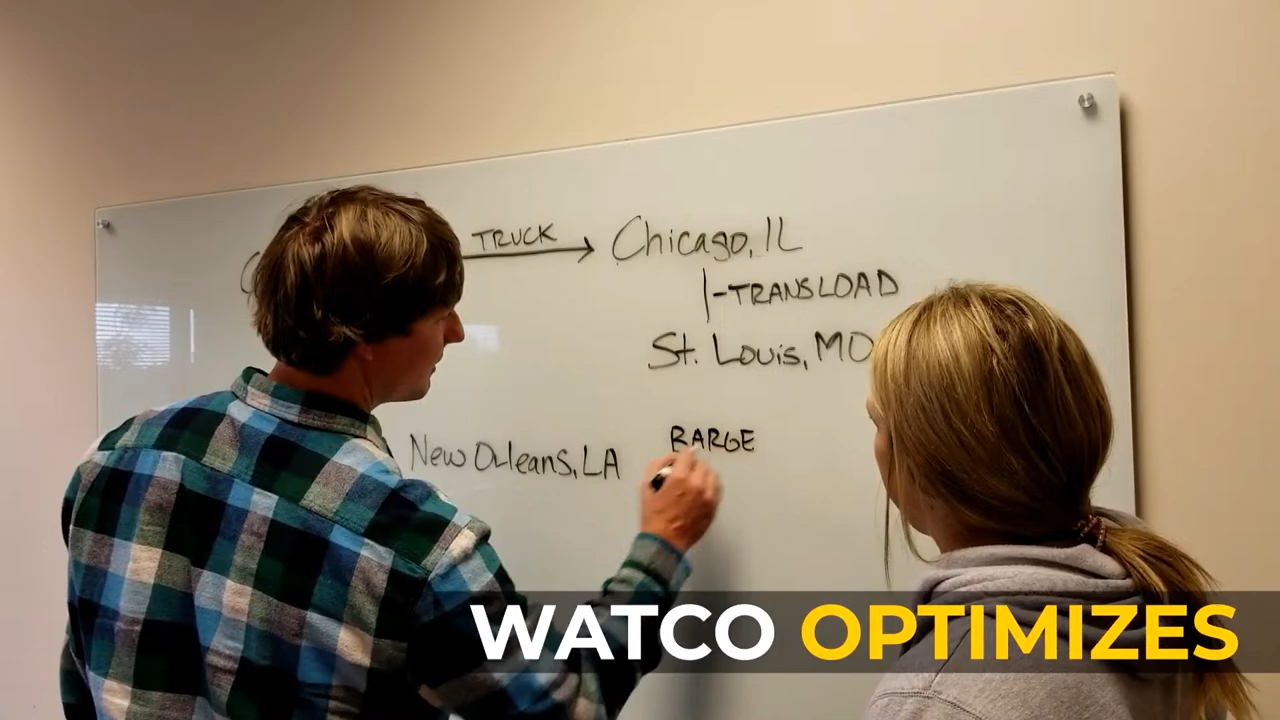 TRUCK
Chicago, IL
|-TRANSLOAD
St. Louis, MO
BARGE
New Orleans, LA
WATCO OPTIMIZES